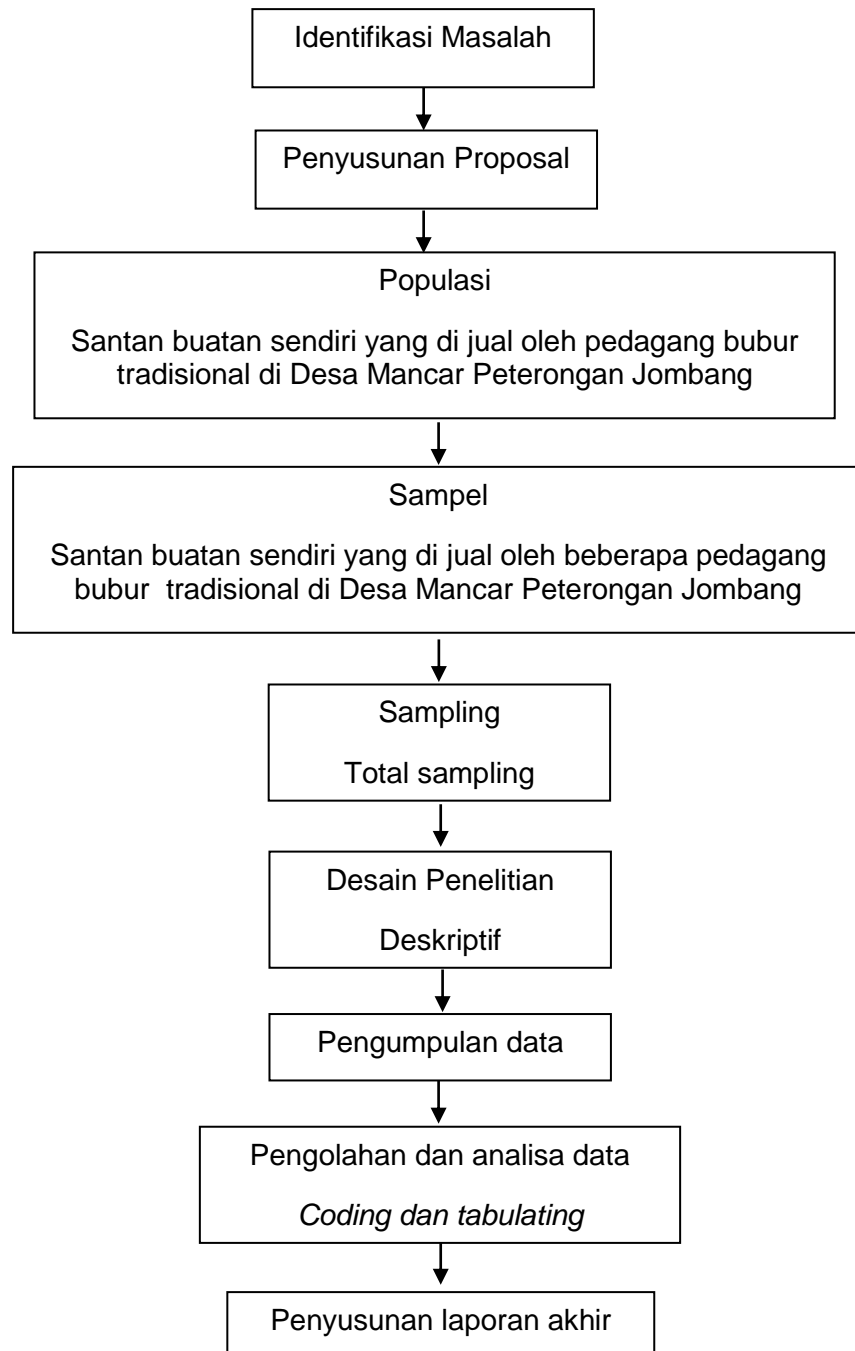 Identifikasi Masalah
Penyusunan Proposal
Populasi
Santan buatan sendiri yang di jual oleh pedagang bubur
tradisional di Desa Mancar Peterongan Jombang
Sampel
Santan buatan sendiri yang di jual oleh beberapa pedagang
bubur tradisional di Desa Mancar Peterongan Jombang
Sampling
Total sampling
Desain Penelitian
Deskriptif
Pengumpulan data
Pengolahan dan analisa data
Coding dan tabulating
Penyusunan laporan akhir